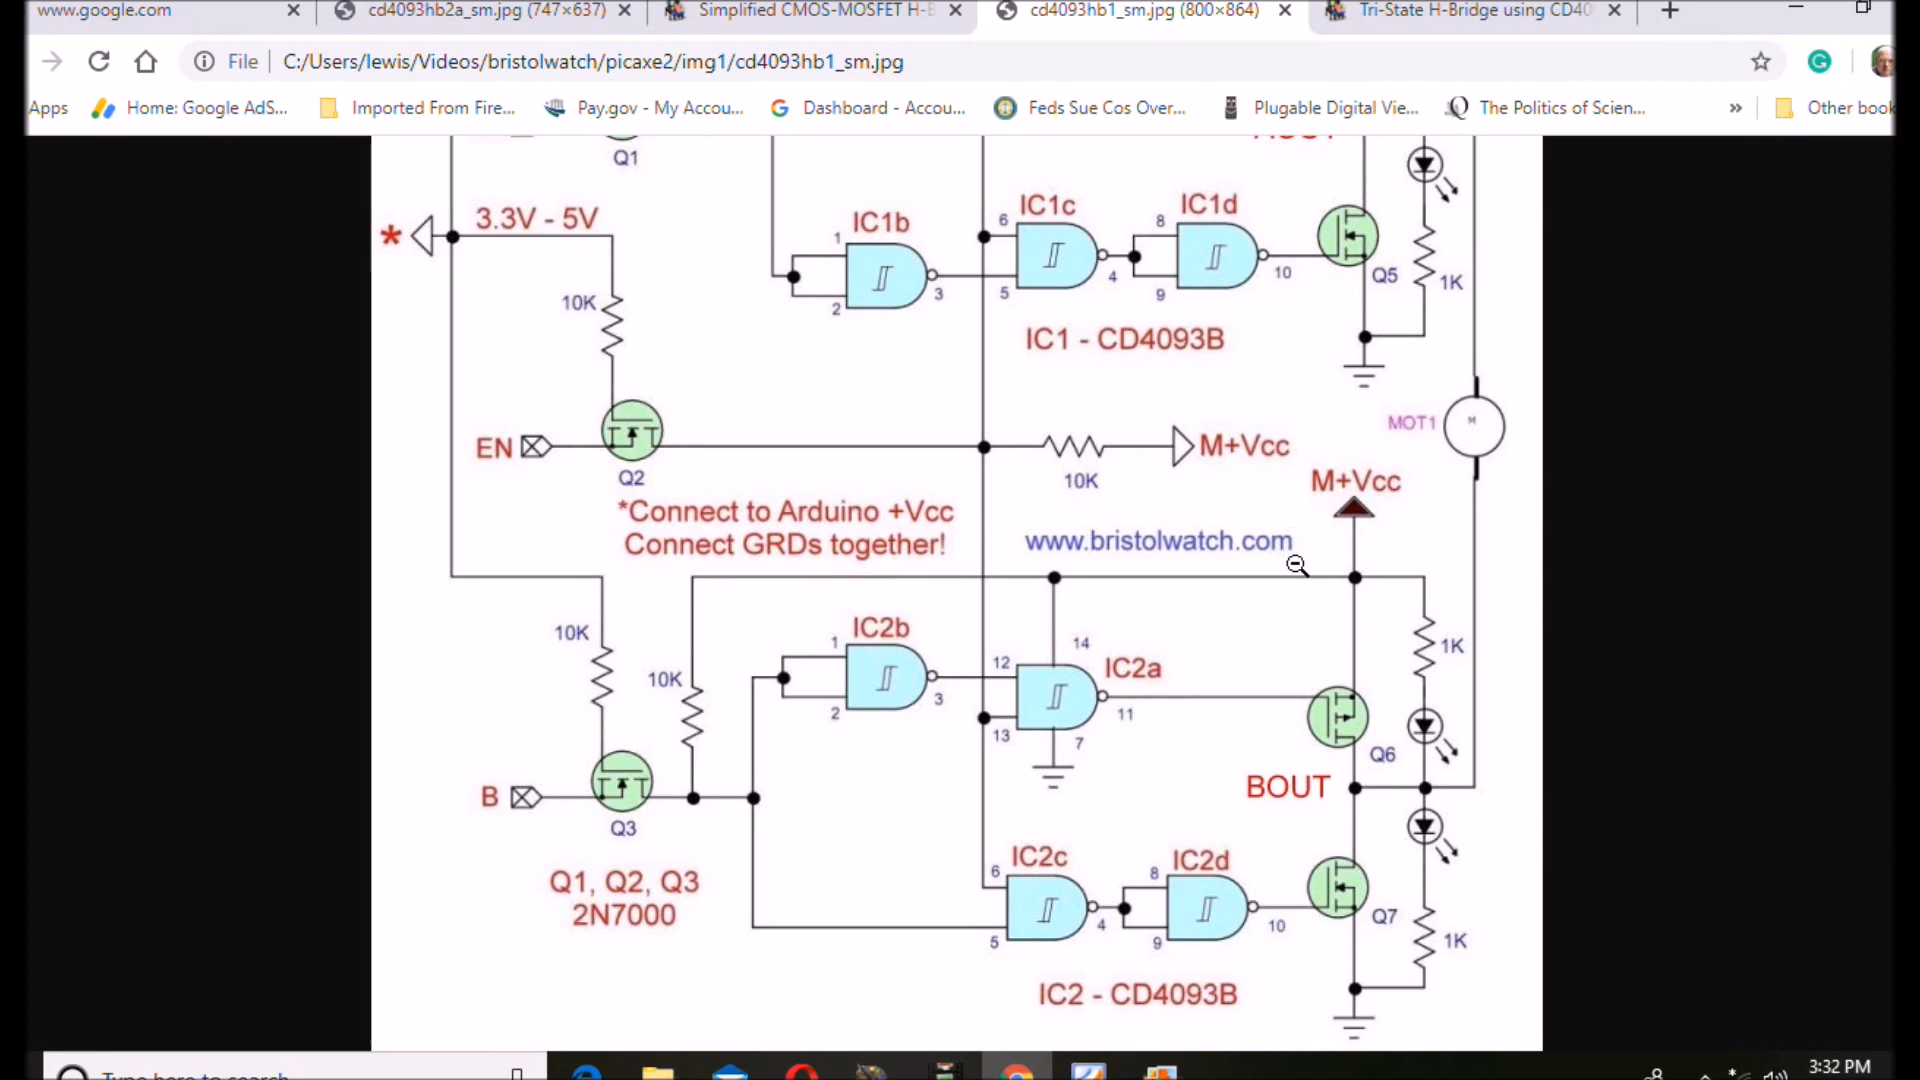 www.google.com
cd4093hb2a_sm.jpg (747×637)
Simplified CMOS-MOSFET H-B
cd4093hb1_sm.jpg (800×864)
Tri-State H-Bridge using CD40
File
C:/Users/lewis/Videos/bristolwatch/picaxe2/img1/cd4093hb1_sm.jpg
Apps
Home: Google AdS...
Imported From Fire...
Pay.gov - My Accou...
Dashboard - Accou...
Feds Sue Cos Over...
Plugable Digital Vie...
The Politics of Scien...
»
Other book
Q1
* 3.3V - 5V
IC1b
1
2
3
IC1c
6
5
4
IC1d
8
9
10
Q5
1K
10K
IC1 - CD4093B
EN
Q2
10K
M+Vcc
MOT1
M
M+Vcc
*Connect to Arduino +Vcc
Connect GRDs together!
www.bristolwatch.com
10K
10K
IC2b
1
2
3
12
13
14
7
11
IC2a
1K
Q6
B
Q3
BOUT
Q1, Q2, Q3
2N7000
IC2c
6
5
4
IC2d
8
9
10
Q7
1K
IC2 - CD4093B
Type here to search
3:32 PM